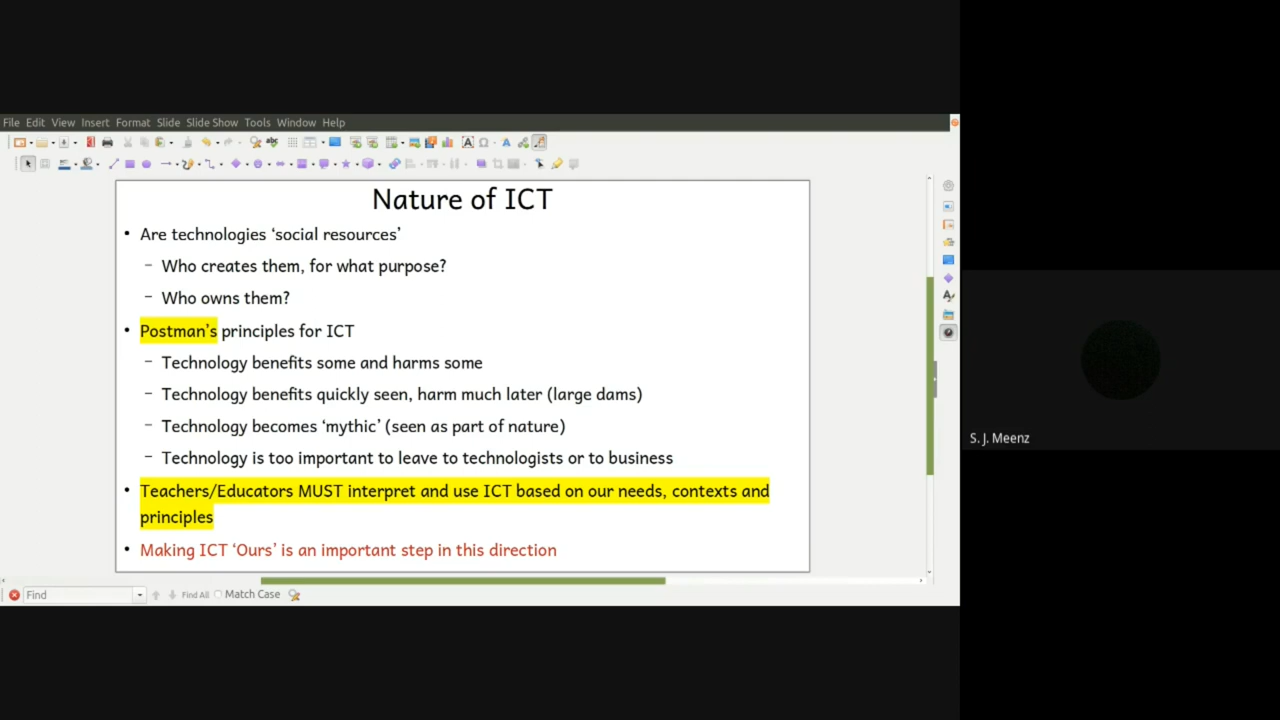 File Edit View Insert Format Slide Slide Show Tools Window Help
Nature of ICT
• Are technologies ‘social resources’
– Who creates them, for what purpose?
– Who owns them?
• Postman’s principles for ICT
– Technology benefits some and harms some
– Technology benefits quickly seen, harm much later (large dams)
– Technology becomes ‘mythic’ (seen as part of nature)
– Technology is too important to leave to technologists or to business
• Teachers/Educators MUST interpret and use ICT based on our needs, contexts and
principles
• Making ICT ‘Ours’ is an important step in this direction
Find Find All Match Case
S. J. Meenz